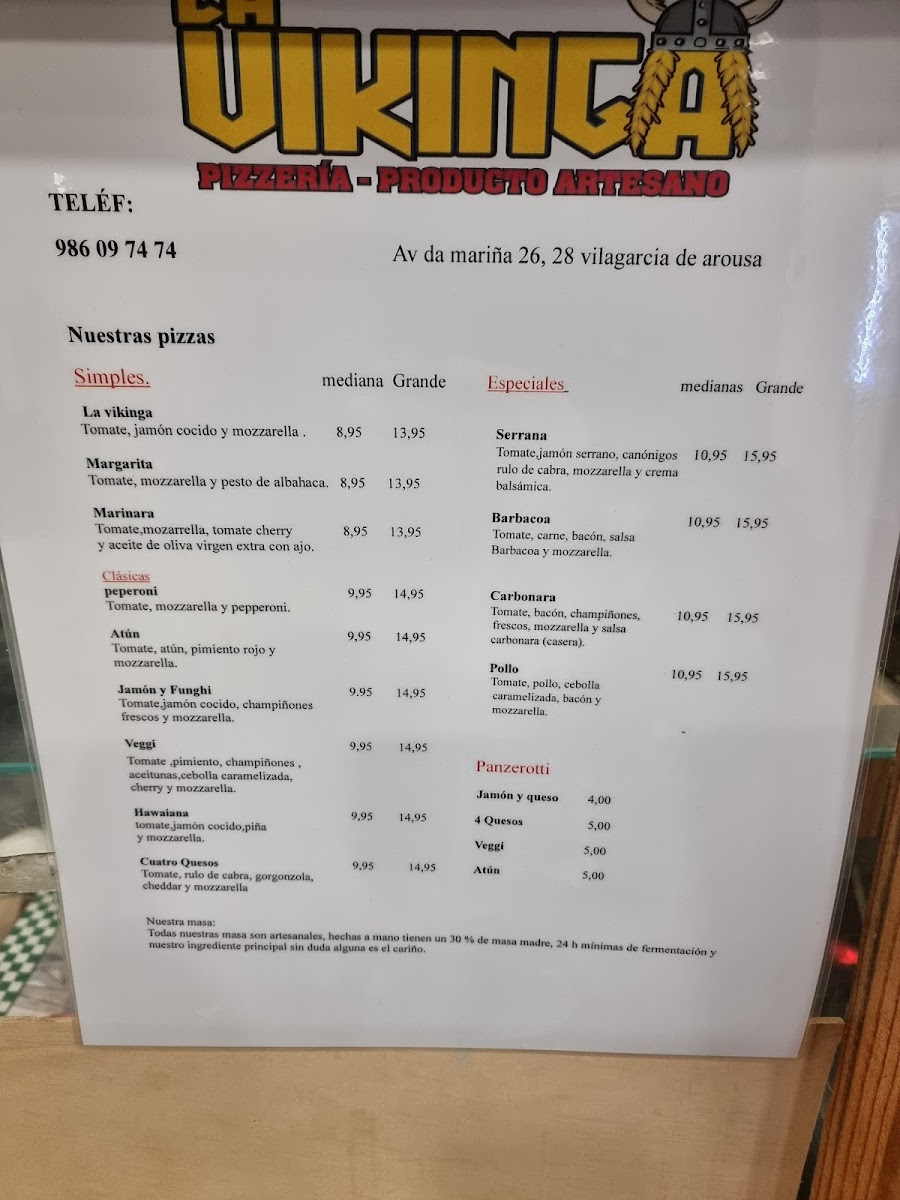 LA
VIKINGA
PIZZERÍA - PRODUCTO ARTESANO
TELÉF:
986 09 74 74
Av da mariña 26, 28 vilagarcia de arousa
Nuestras pizzas
Simples. mediana Grande
La vikinga
Tomate, jamón cocido y mozzarella . 8,95 13,95
Margarita
Tomate, mozzarella y pesto de albahaca. 8,95 13,95
Marinara
Tomate,mozarrella, tomate cherry 8,95 13,95
y aceite de oliva virgen extra con ajo.
Clásicas
peperoni 9,95 14,95
Tomate, mozzarella y pepperoni.
Atún 9,95 14,95
Tomate, atún, pimiento rojo y
mozzarella.
Jamón y Funghi 9.95 14,95
Tomate,jamón cocido, champiñones
frescos y mozzarella.
Veggi 9,95 14,95
Tomate ,pimiento, champiñones ,
aceitunas,cebolla caramelizada,
cherry y mozzarella.
Hawaiana 9,95 14,95
tomate,jamón cocido,piña
y mozzarella.
Cuatro Quesos 9,95 14,95
Tomate, rulo de cabra, gorgonzola,
cheddar y mozzarella
Especiales medianas Grande
Serrana
Tomate,jamón serrano, canónigos 10,95 15,95
rulo de cabra, mozzarella y crema
balsámica.
Barbacoa 10,95 15,95
Tomate, carne, bacón, salsa
Barbacoa y mozzarella.
Carbonara
Tomate, bacón, champiñones, 10,95 15,95
frescos, mozzarella y salsa
carbonara (casera).
Pollo 10,95 15,95
Tomate, pollo, cebolla
caramelizada, bacón y
mozzarella.
Panzerotti
Jamón y queso 4,00
4 Quesos 5,00
Veggi 5,00
Atún 5,00
Nuestra masa:
Todas nuestras masa son artesanales, hechas a mano tienen un 30 % de masa madre, 24 h mínimas de fermentación y
nuestro ingrediente principal sin duda alguna es el cariño.